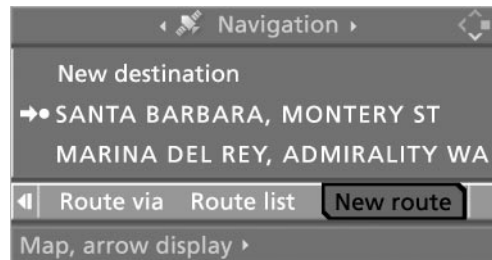 Navigation
New destination
SANTA BARBARA, MONTERY ST
MARINA DEL REY, ADMIRALITY WA
Route via Route list New route
Map, arrow display